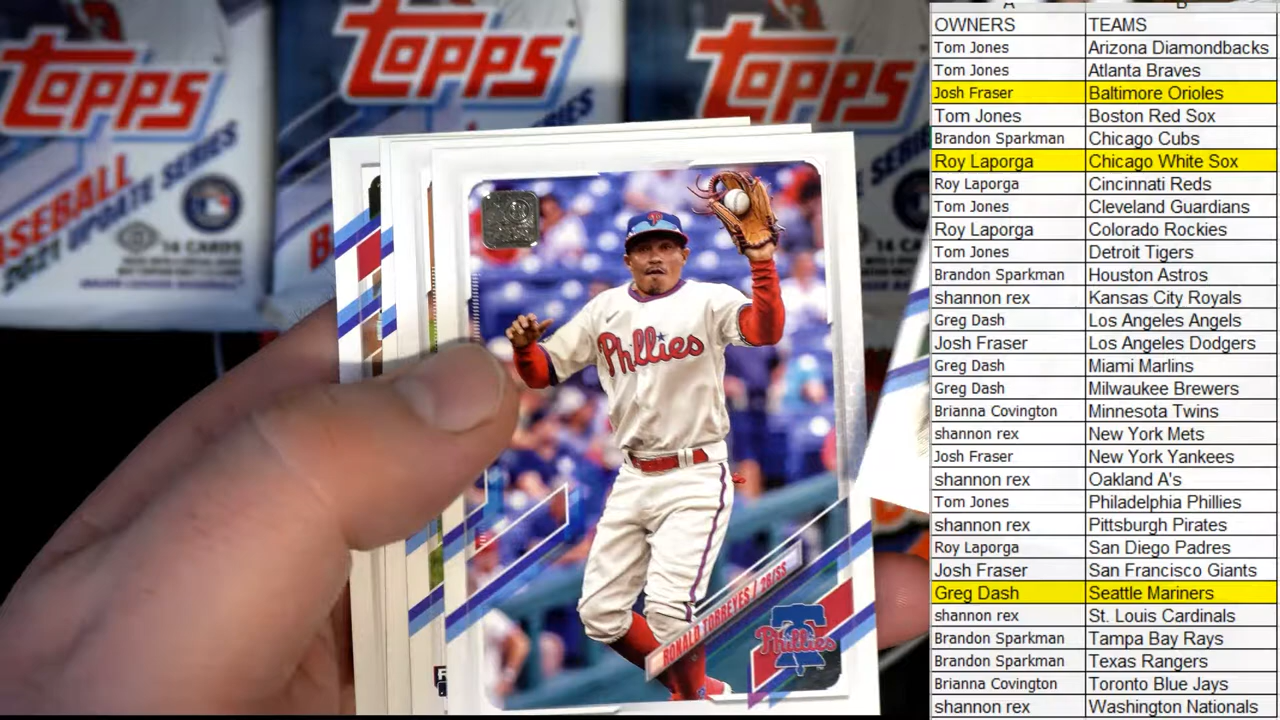 TOPPS
TOPPS
TOPPS
BASEBALL
2021 UPDATE SERIES
16 CARDS
16 CARDS
Phillies
RONALD TORREYES / 2B/SS
Phillies
A B
OWNERS TEAMS
Tom Jones Arizona Diamondbacks
Tom Jones Atlanta Braves
Josh Fraser Baltimore Orioles
Tom Jones Boston Red Sox
Brandon Sparkman Chicago Cubs
Roy Laporga Chicago White Sox
Roy Laporga Cincinnati Reds
Tom Jones Cleveland Guardians
Roy Laporga Colorado Rockies
Tom Jones Detroit Tigers
Brandon Sparkman Houston Astros
shannon rex Kansas City Royals
Greg Dash Los Angeles Angels
Josh Fraser Los Angeles Dodgers
Greg Dash Miami Marlins
Greg Dash Milwaukee Brewers
Brianna Covington Minnesota Twins
shannon rex New York Mets
Josh Fraser New York Yankees
shannon rex Oakland A's
Tom Jones Philadelphia Phillies
shannon rex Pittsburgh Pirates
Roy Laporga San Diego Padres
Josh Fraser San Francisco Giants
Greg Dash Seattle Mariners
shannon rex St. Louis Cardinals
Brandon Sparkman Tampa Bay Rays
Brandon Sparkman Texas Rangers
Brianna Covington Toronto Blue Jays
shannon rex Washington Nationals